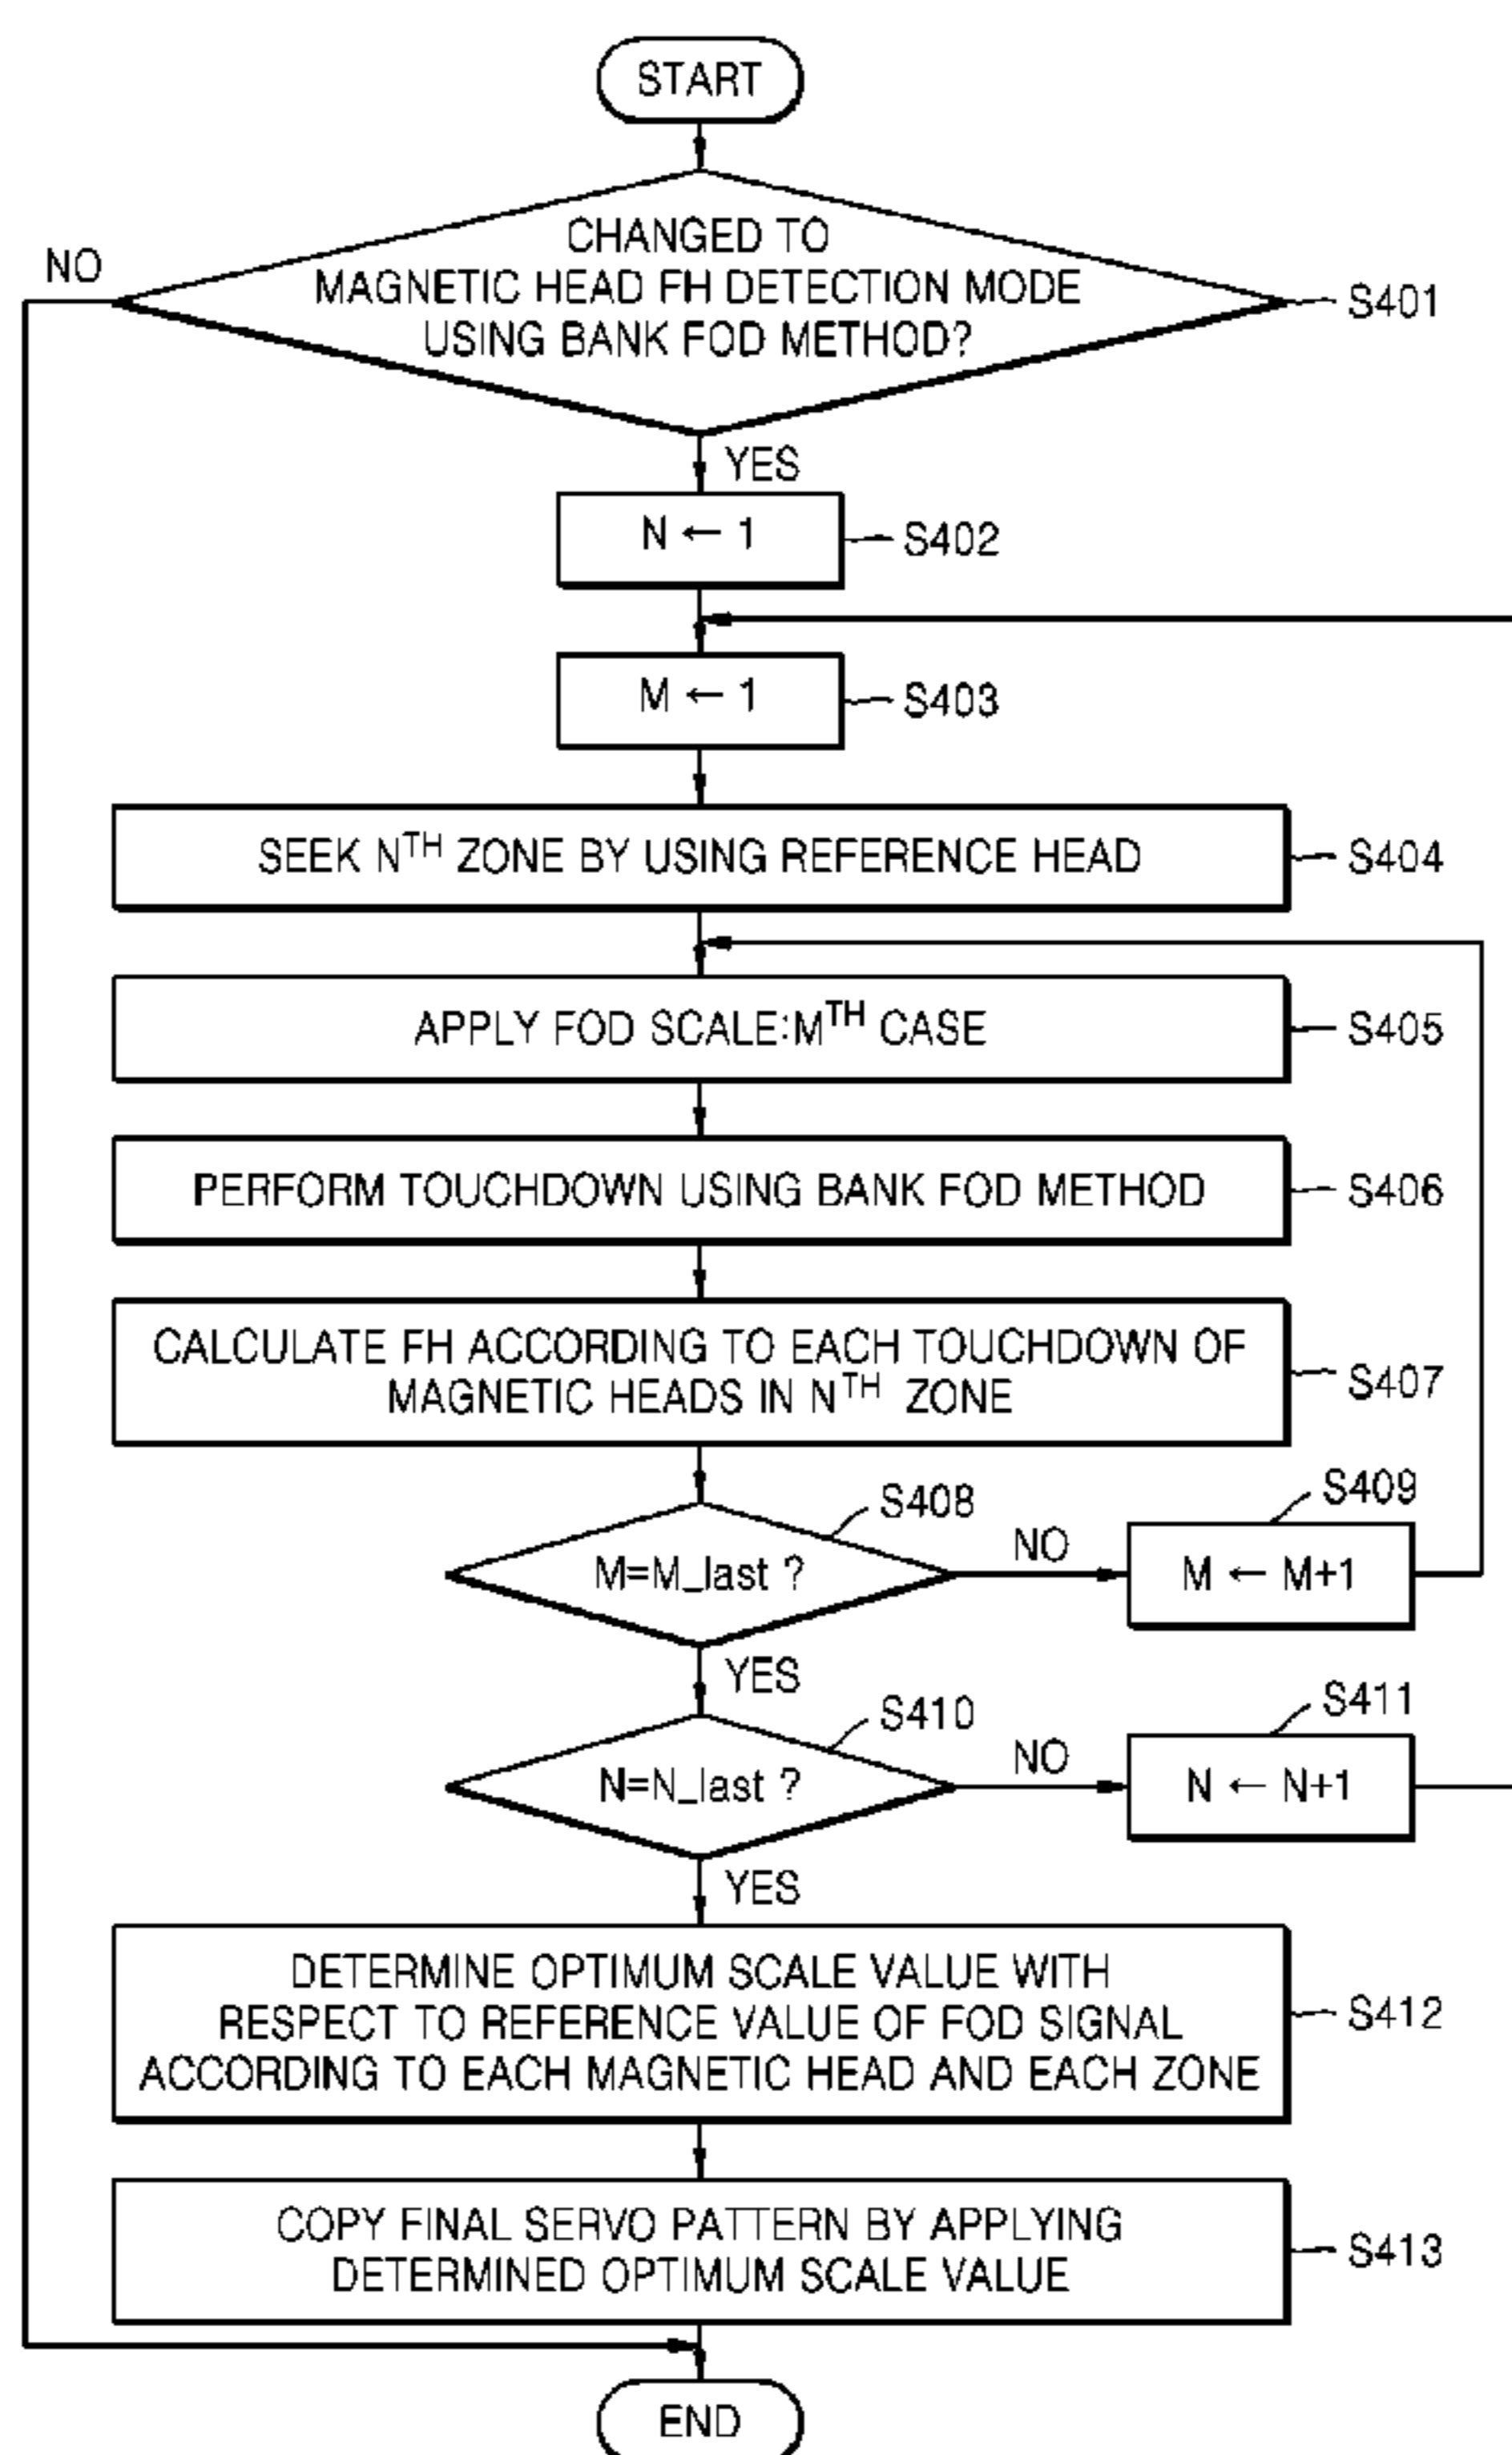 START
CHANGED TO
MAGNETIC HEAD FH DETECTION MODE
USING BANK FOD METHOD?
NO
S401
YES
N ← 1
S402
M ← 1
S403
SEEK NTH ZONE BY USING REFERENCE HEAD
S404
APPLY FOD SCALE:MTH CASE
S405
PERFORM TOUCHDOWN USING BANK FOD METHOD
S406
CALCULATE FH ACCORDING TO EACH TOUCHDOWN OF
MAGNETIC HEADS IN NTH ZONE
S407
S408
M=M_last ?
NO
S409
M ← M+1
YES
S410
N=N_last ?
NO
S411
N ← N+1
YES
DETERMINE OPTIMUM SCALE VALUE WITH
RESPECT TO REFERENCE VALUE OF FOD SIGNAL
ACCORDING TO EACH MAGNETIC HEAD AND EACH ZONE
S412
COPY FINAL SERVO PATTERN BY APPLYING
DETERMINED OPTIMUM SCALE VALUE
S413
END